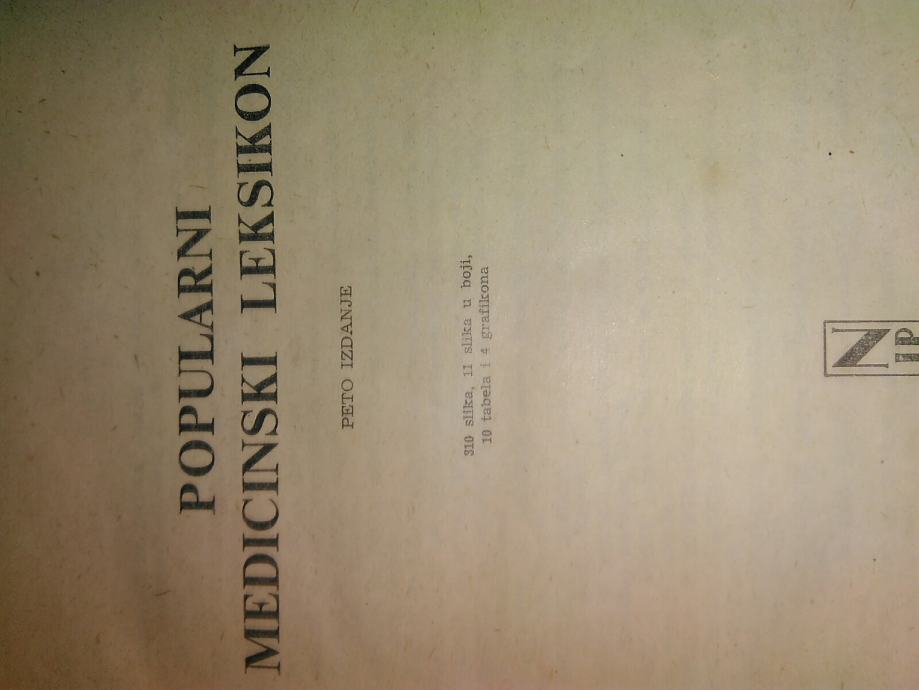 POPULARNI
MEDICINSKI LEKSIKON
PETO IZDANJE
310 slika, 11 slika u boji,
10 tabela i 4 grafikona
N